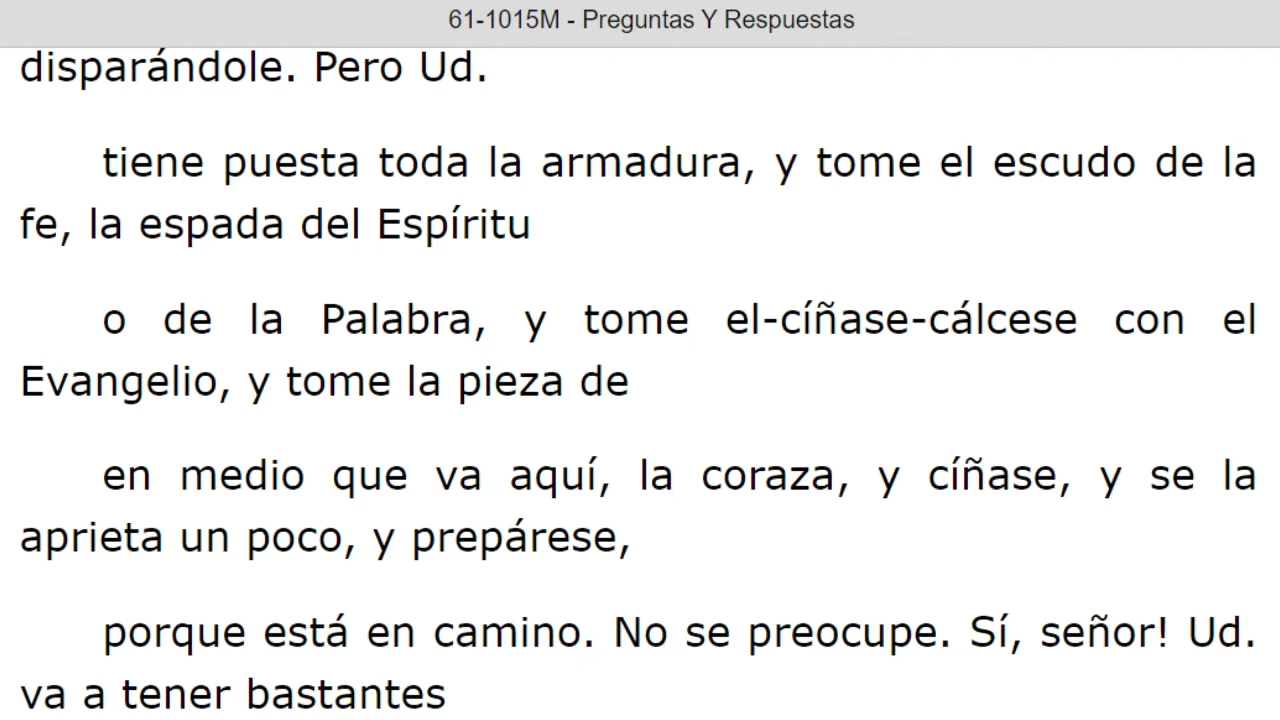 61-1015M - Preguntas Y Respuestas
disparándole. Pero Ud.
tiene puesta toda la armadura, y tome el escudo de la
fe, la espada del Espíritu
o de la Palabra, y tome el-cíñase-cálcese con el
Evangelio, y tome la pieza de
en medio que va aquí, la coraza, y cíñase, y se la
aprieta un poco, y prepárese,
porque está en camino. No se preocupe. Sí, señor! Ud.
va a tener bastantes